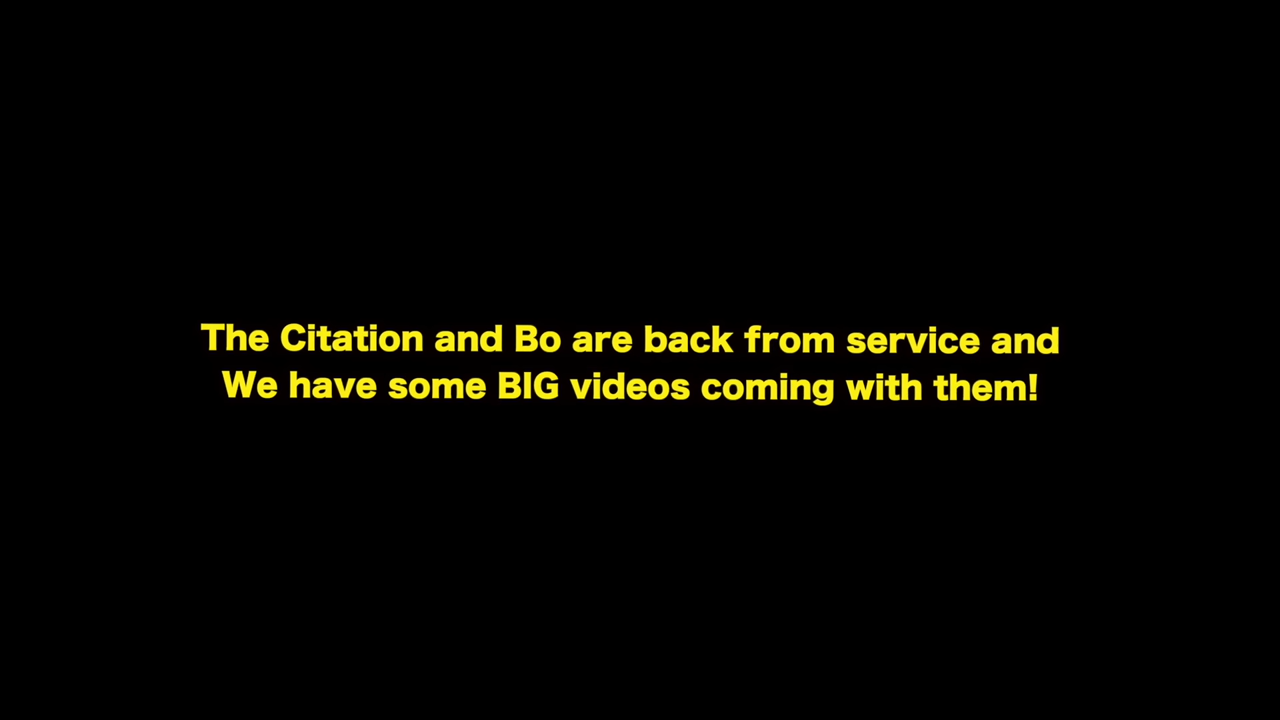 The Citation and Bo are back from service and
We have some BIG videos coming with them!